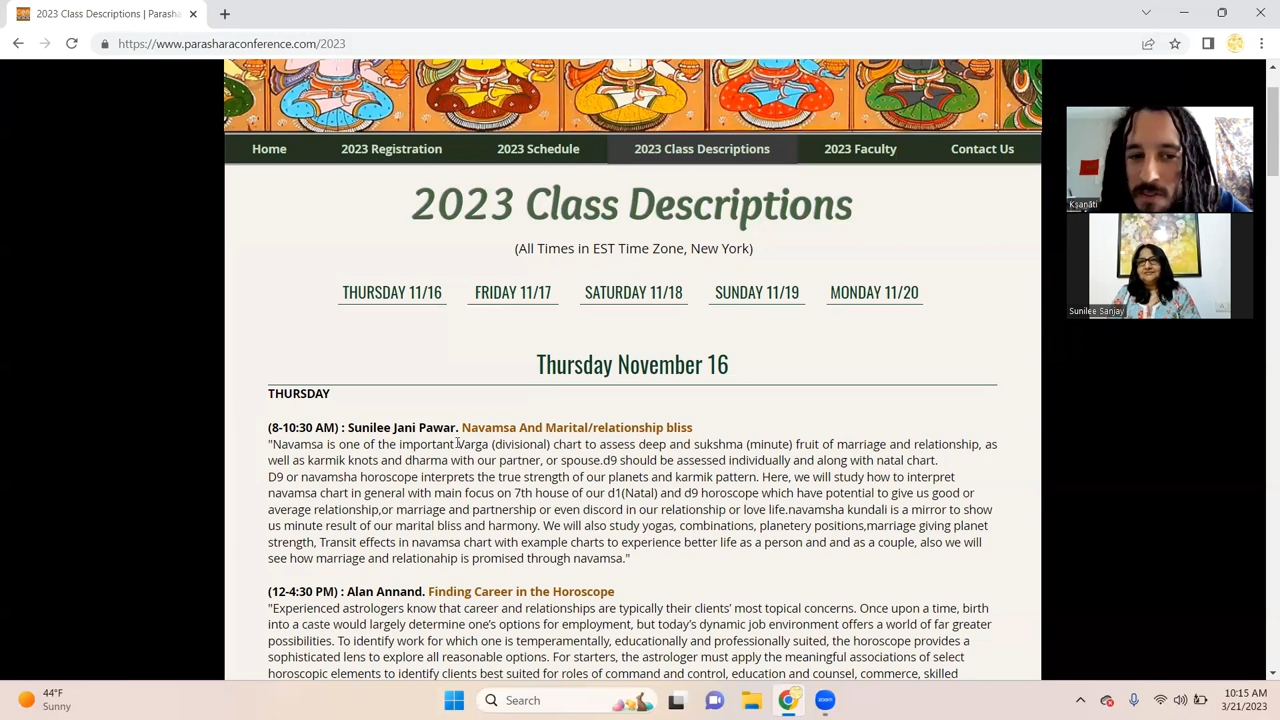 2023 Class Descriptions | Parasha
https://www.parasharaconference.com/2023
Home 2023 Registration 2023 Schedule 2023 Class Descriptions 2023 Faculty Contact Us
2023 Class Descriptions
(All Times in EST Time Zone, New York)
THURSDAY 11/16 FRIDAY 11/17 SATURDAY 11/18 SUNDAY 11/19 MONDAY 11/20
Thursday November 16
THURSDAY
(8-10:30 AM) : Sunilee Jani Pawar. Navamsa And Marital/relationship bliss
"Navamsa is one of the important Varga (divisional) chart to assess deep and sukshma (minute) fruit of marriage and relationship, as
well as karmik knots and dharma with our partner, or spouse.d9 should be assessed individually and along with natal chart.
D9 or navamsha horoscope interprets the true strength of our planets and karmik pattern. Here, we will study how to interpret
navamsa chart in general with main focus on 7th house of our d1(Natal) and d9 horoscope which have potential to give us good or
average relationship,or marriage and partnership or even discord in our relationship or love life.navamsha kundali is a mirror to show
us minute result of our marital bliss and harmony. We will also study yogas, combinations, planetery positions,marriage giving planet
strength, Transit effects in navamsa chart with example charts to experience better life as a person and and as a couple, also we will
see how marriage and relationahip is promised through navamsa."
(12-4:30 PM) : Alan Annand. Finding Career in the Horoscope
"Experienced astrologers know that career and relationships are typically their clients' most topical concerns. Once upon a time, birth
into a caste would largely determine one's options for employment, but today's dynamic job environment offers a world of far greater
possibilities. To identify work for which one is temperamentally, educationally and professionally suited, the horoscope provides a
sophisticated lens to explore all reasonable options. For starters, the astrologer must apply the meaningful associations of select
horoscopic elements to identify clients best suited for roles of command and control, education and counsel, commerce, skilled
Kṣaṇāti
Sunilee Sanjay
44°F
Sunny
Search
zoom
10:15 AM
3/21/2023